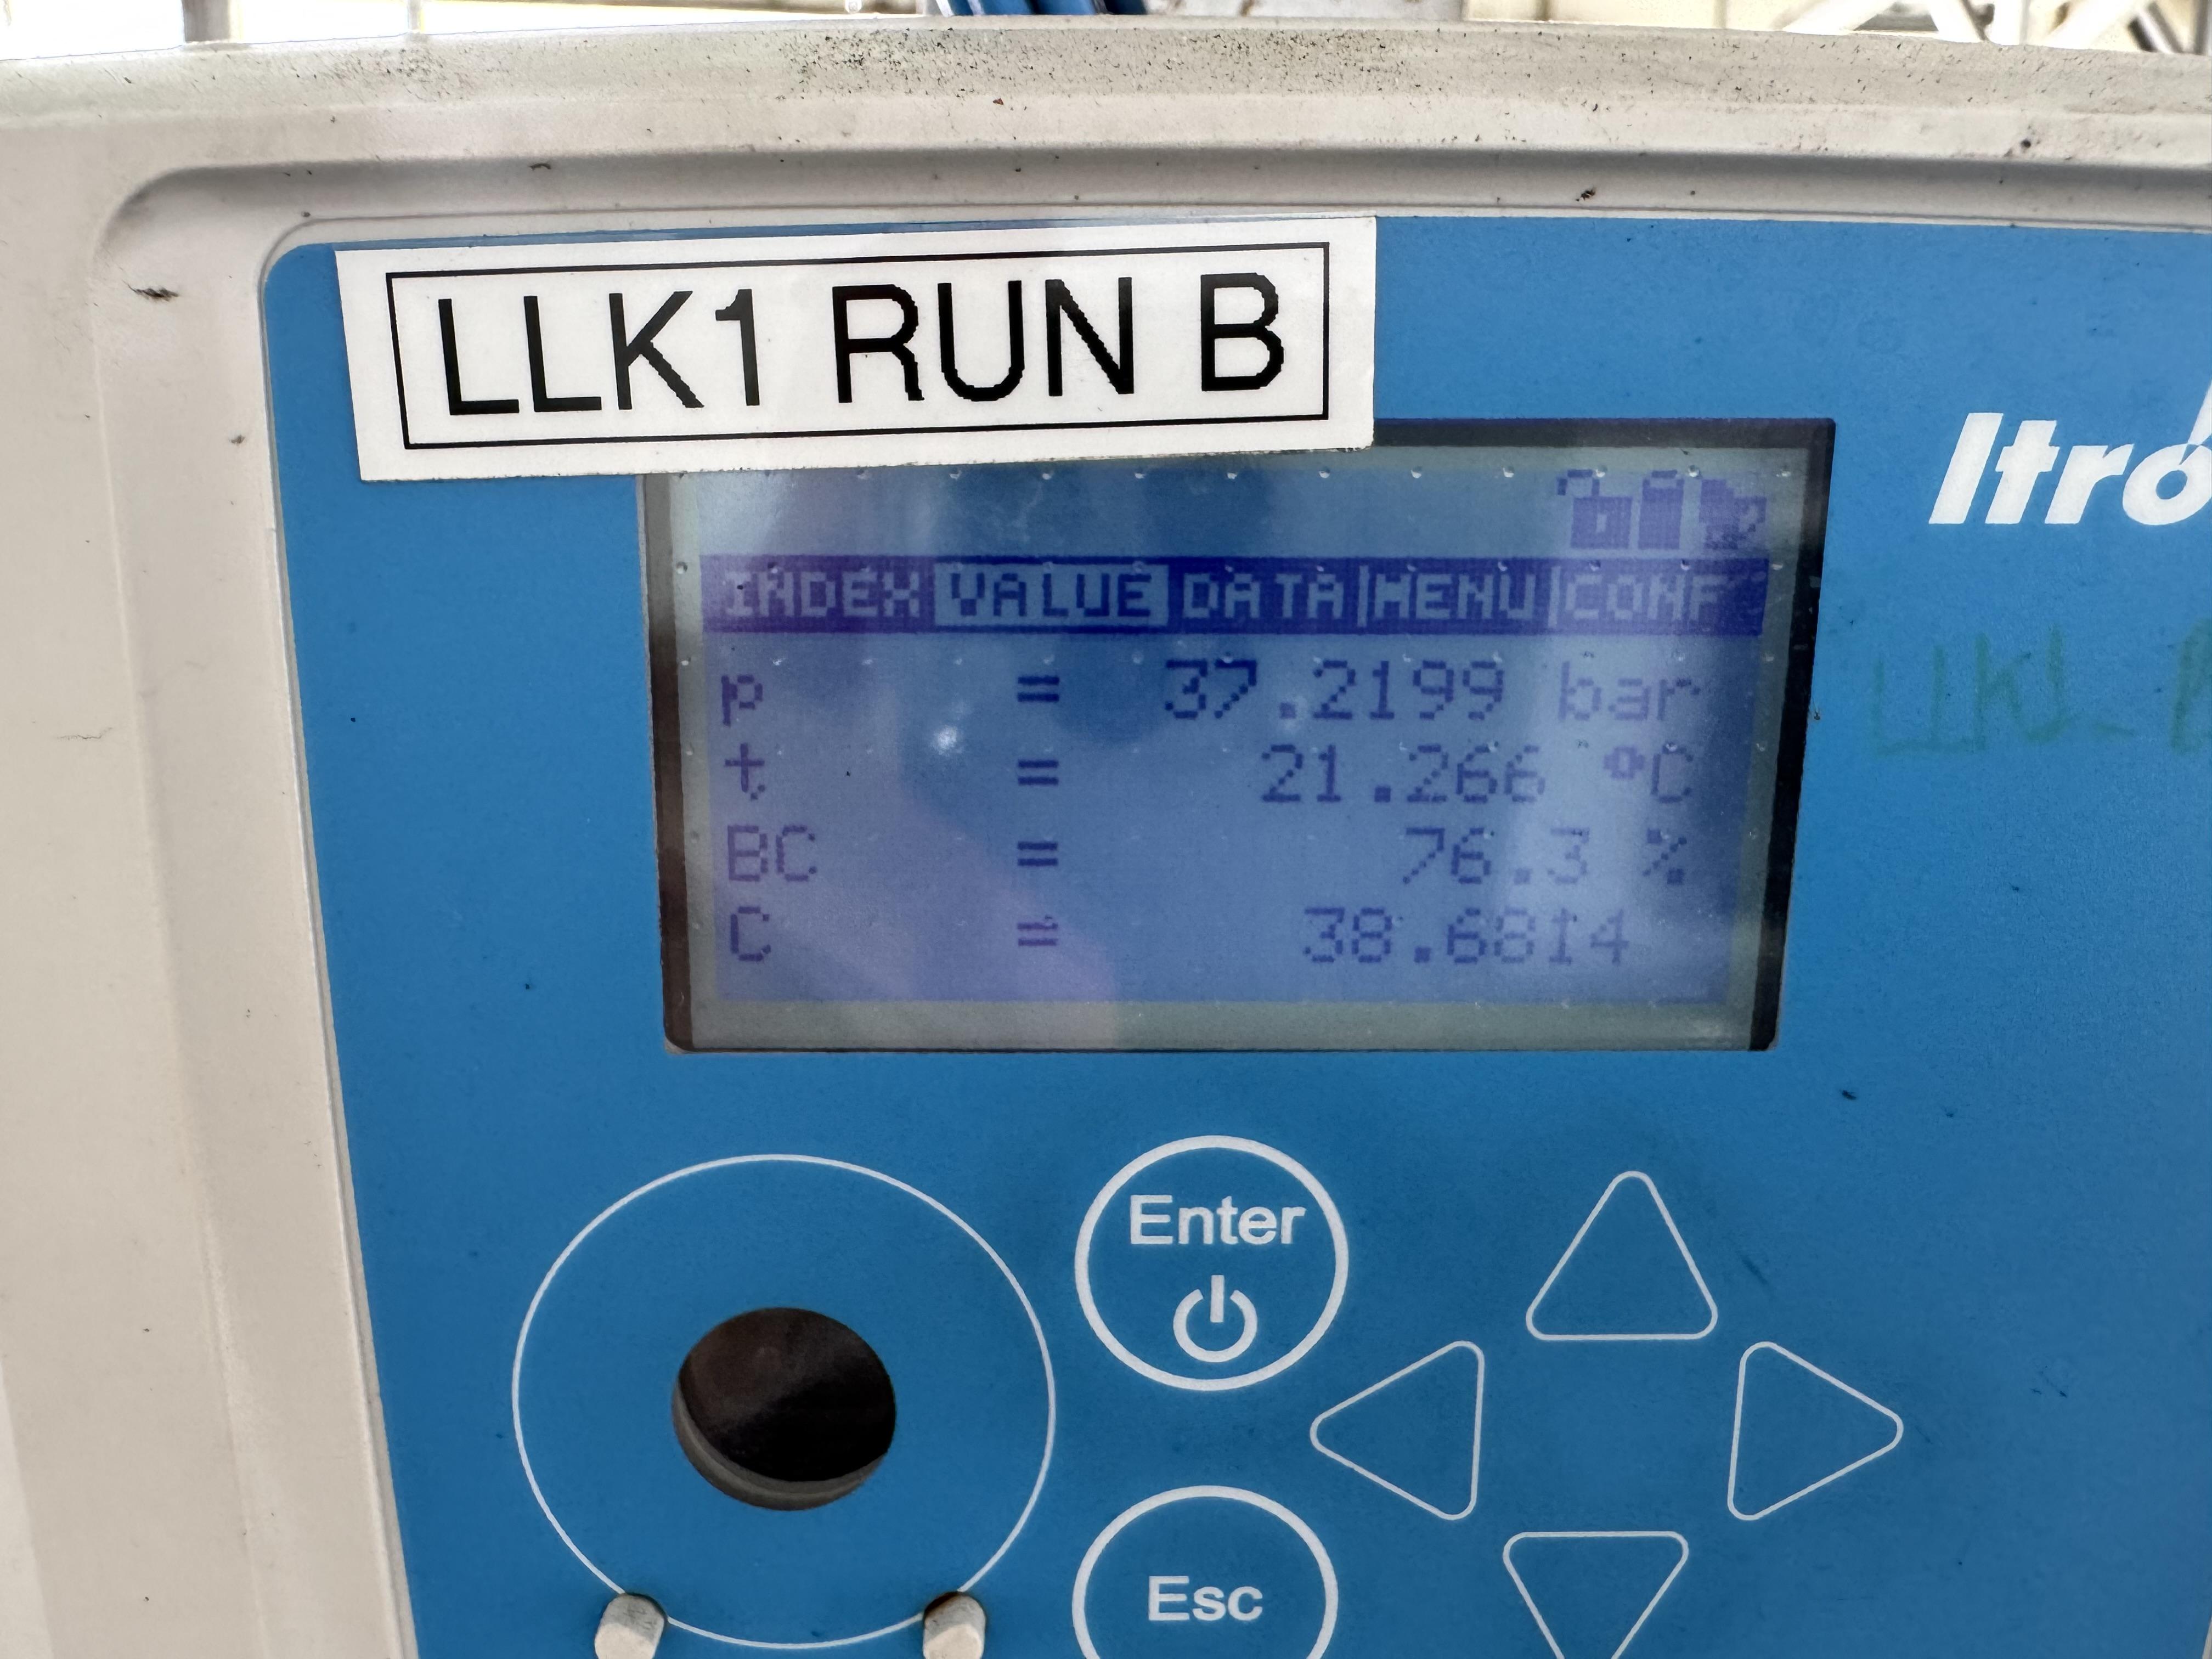 LLK1 RUN B
Itro
INDEX VALUE DATA|MENU|CONF
p = 37.2199 bar
t = 21.266 °C
BC = 76.3 %
C = 38.6814
LLK1-
Enter
Esc